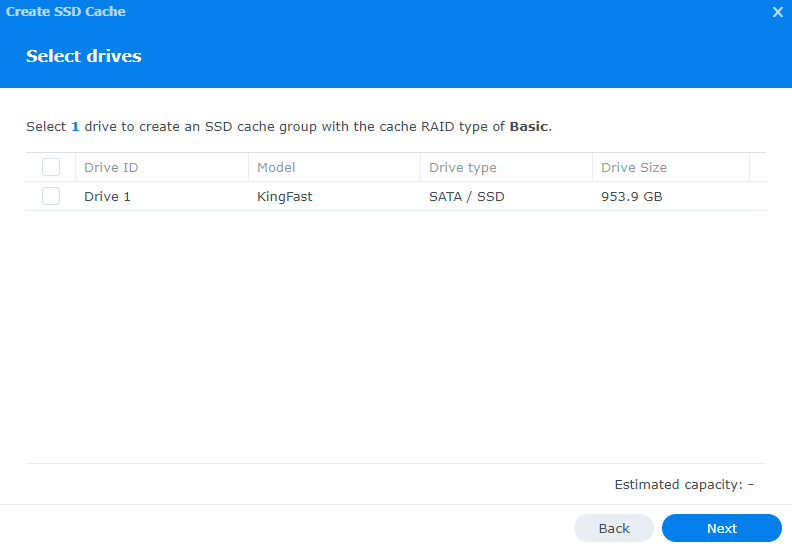 Create SSD Cache
Select drives
Select 1 drive to create an SSD cache group with the cache RAID type of Basic.
Drive ID Model Drive type Drive Size
Drive 1 KingFast SATA / SSD 953.9 GB
Estimated capacity: -
Back Next